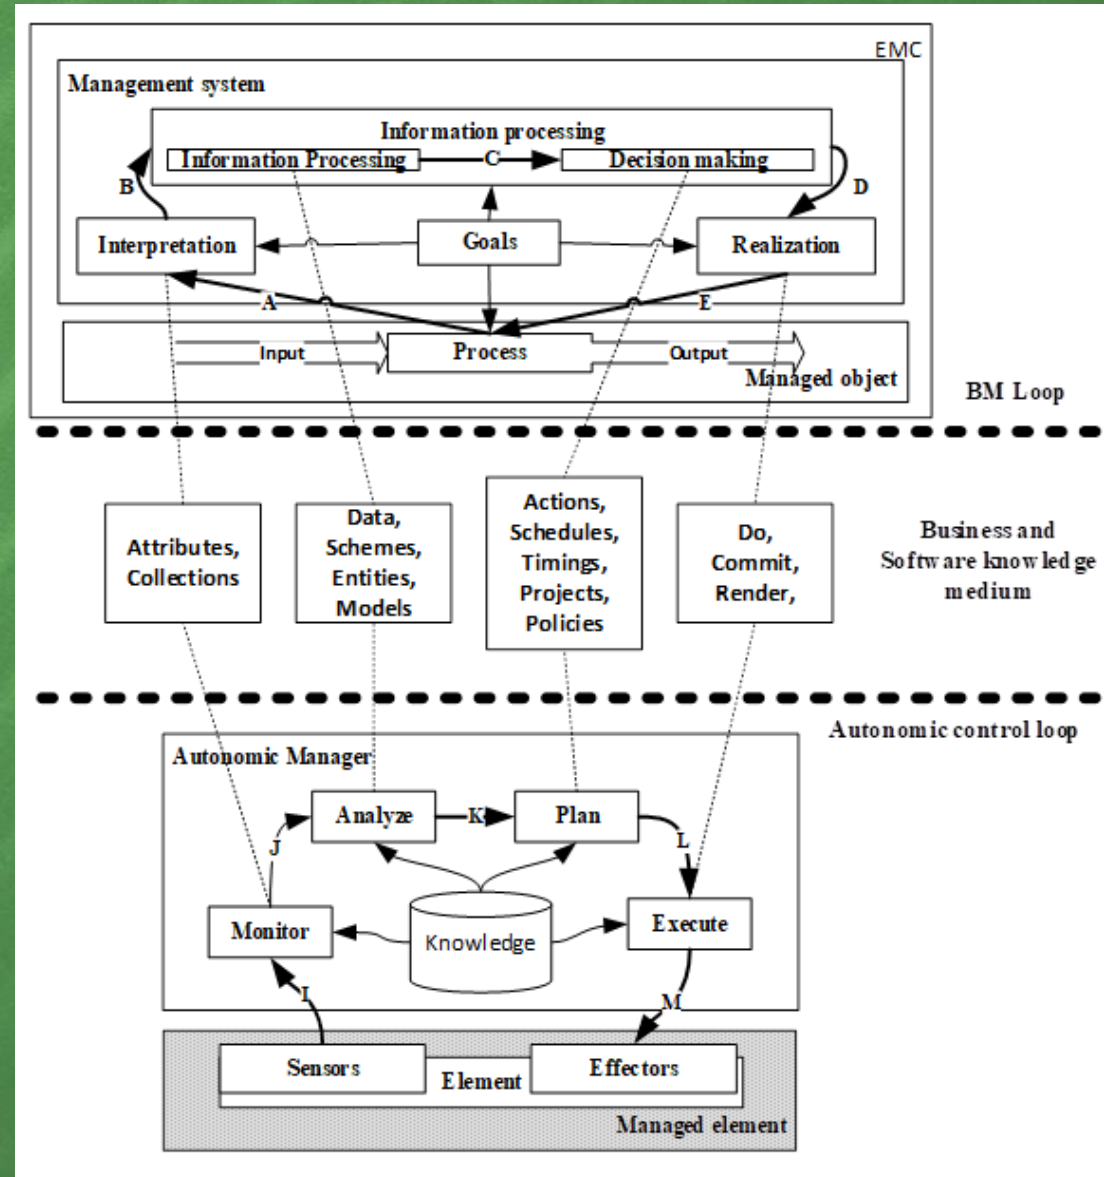 EMC
Management system
Information processing
Information Processing
C
Decision making
B
D
Interpretation
Goals
Realization
A
E
Input
Process
Output
Managed object
BM Loop
Attributes,
Collections
Data,
Schemes,
Entities,
Models
Actions,
Schedules,
Timings,
Projects,
Policies
Do,
Commit,
Render,
Business and
Software knowledge
medium
Autonomic control loop
Autonomic Manager
Analyze
K
Plan
J
L
Monitor
Knowledge
Execute
I
M
Sensors
Element
Effectors
Managed element